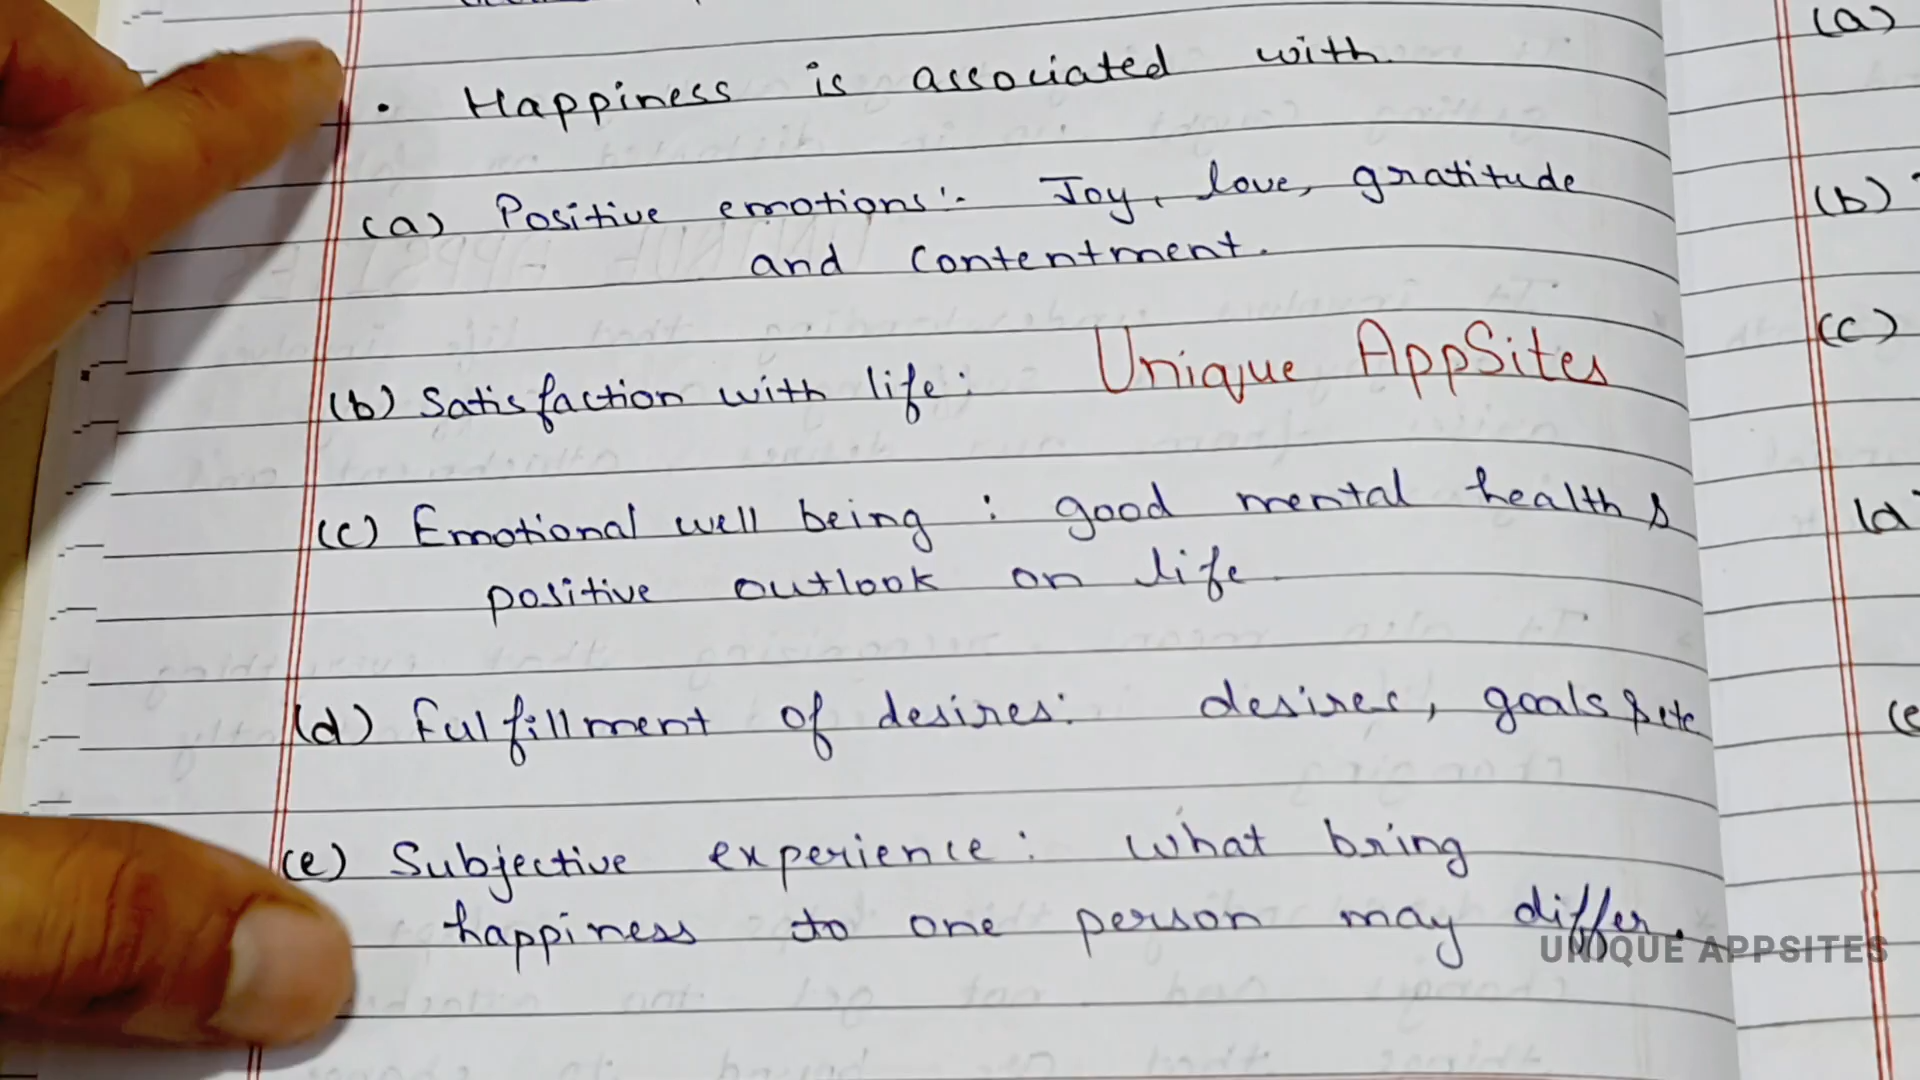 • Happiness is associated with
(a) Positive emotions :- Joy, love, gratitude
and contentment.
(b) Satisfaction with life : Unique AppSites
(c) Emotional well being : good mental health &
positive outlook on life
(d) Fulfillment of desires : desires, goals & etc
(e) Subjective experience : What bring
happiness to one person may differ.
UNIQUE APPSITES
(a)
(b)
(c)
(d)
(e